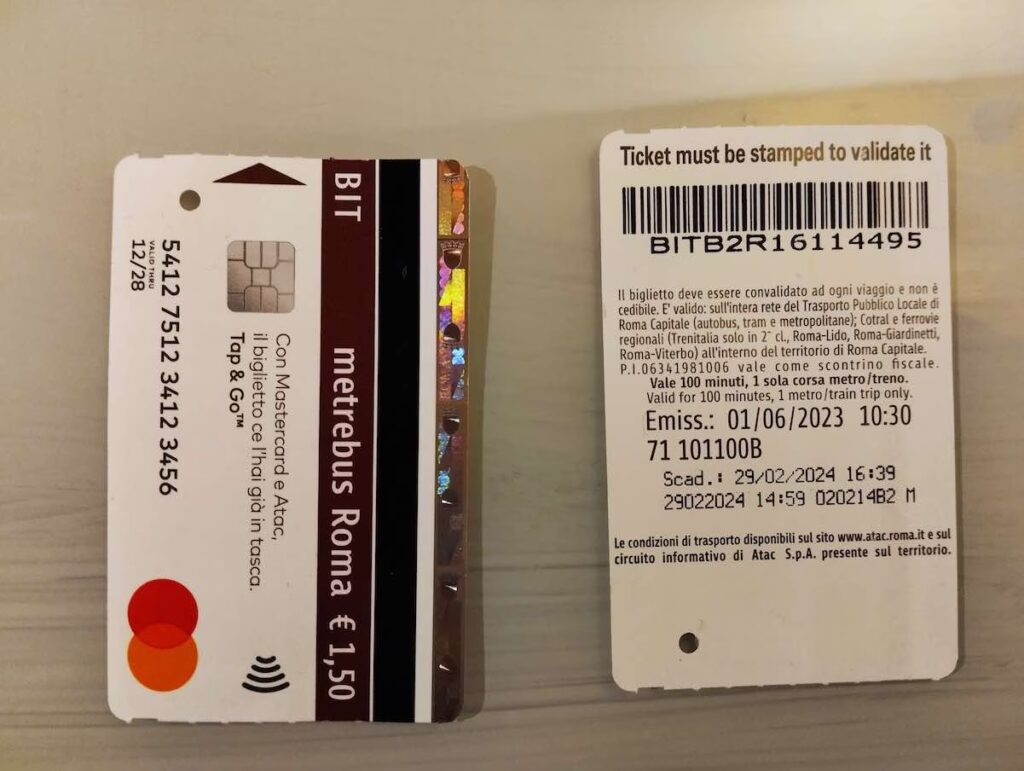 BIT
metrebus Roma € 1,50
Con Mastercard e Atac,
il biglietto ce l'hai già in tasca.
Tap & Go™
5412 7512 3412 3456
VALID THRU
12/28
Ticket must be stamped to validate it
BITB2R16114495
Il biglietto deve essere convalidato ad ogni viaggio e non è
cedibile. E' valido: sull'intera rete del Trasporto Pubblico Locale di
Roma Capitale (autobus, tram e metropolitane); Cotral e ferrovie
regionali (Trenitalia solo in 2ˆ cl., Roma-Lido, Roma-Giardinetti,
Roma-Viterbo) all'interno del territorio di Roma Capitale.
P.I.06341981006 vale come scontrino fiscale.
Vale 100 minuti, 1 sola corsa metro/treno.
Valid for 100 minutes, 1 metro/train trip only.
Emiss.: 01/06/2023 10:30
71 101100B
Scad.: 29/02/2024 16:39
29022024 14:59 020214B2 M
Le condizioni di trasporto disponibili sul sito www.atac.roma.it e sul
circuito informativo di Atac S.p.A. presente sul territorio.